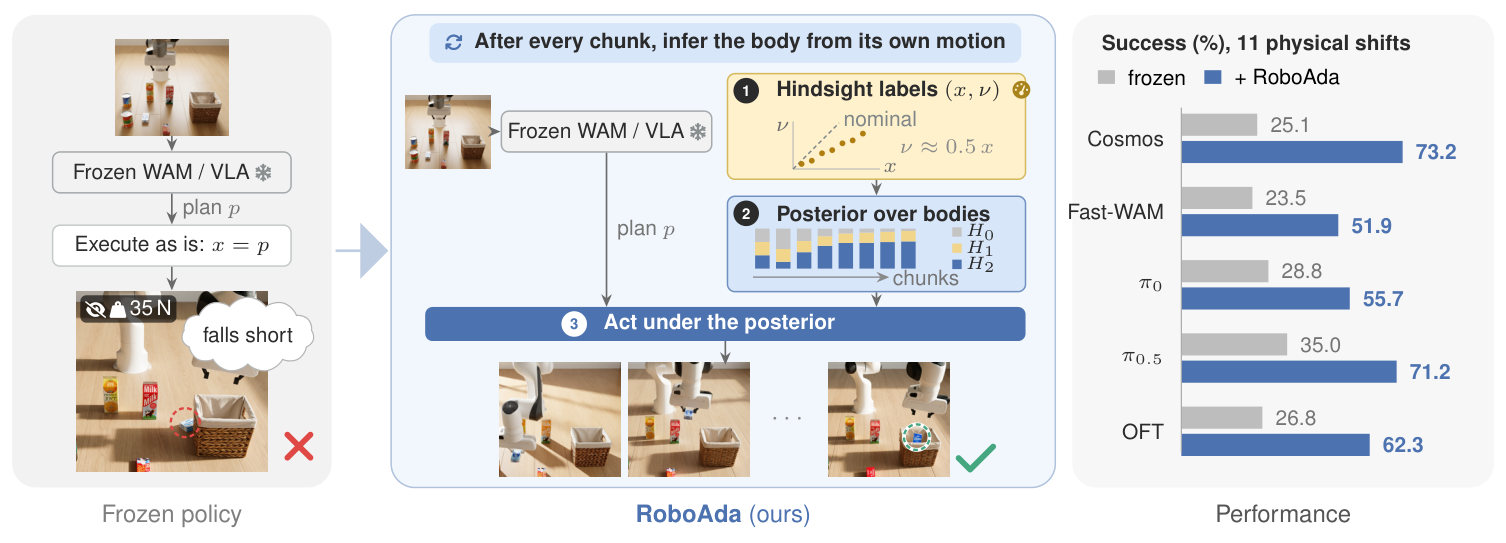 Frozen WAM / VLA
plan p
Execute as is: x = p
35 N
falls short
Frozen policy
After every chunk, infer the body from its own motion
Frozen WAM / VLA
plan p
1 Hindsight labels (x, ν)
ν
nominal
ν ≈ 0.5 x
x
2 Posterior over bodies
H₀
H₁
H₂
chunks
3 Act under the posterior
Milk
Milk
. . .
RoboAda (ours)
Success (%), 11 physical shifts
frozen
+ RoboAda
Cosmos
25.1
73.2
Fast-WAM
23.5
51.9
π₀
28.8
55.7
π₀.₅
35.0
71.2
OFT
26.8
62.3
Performance